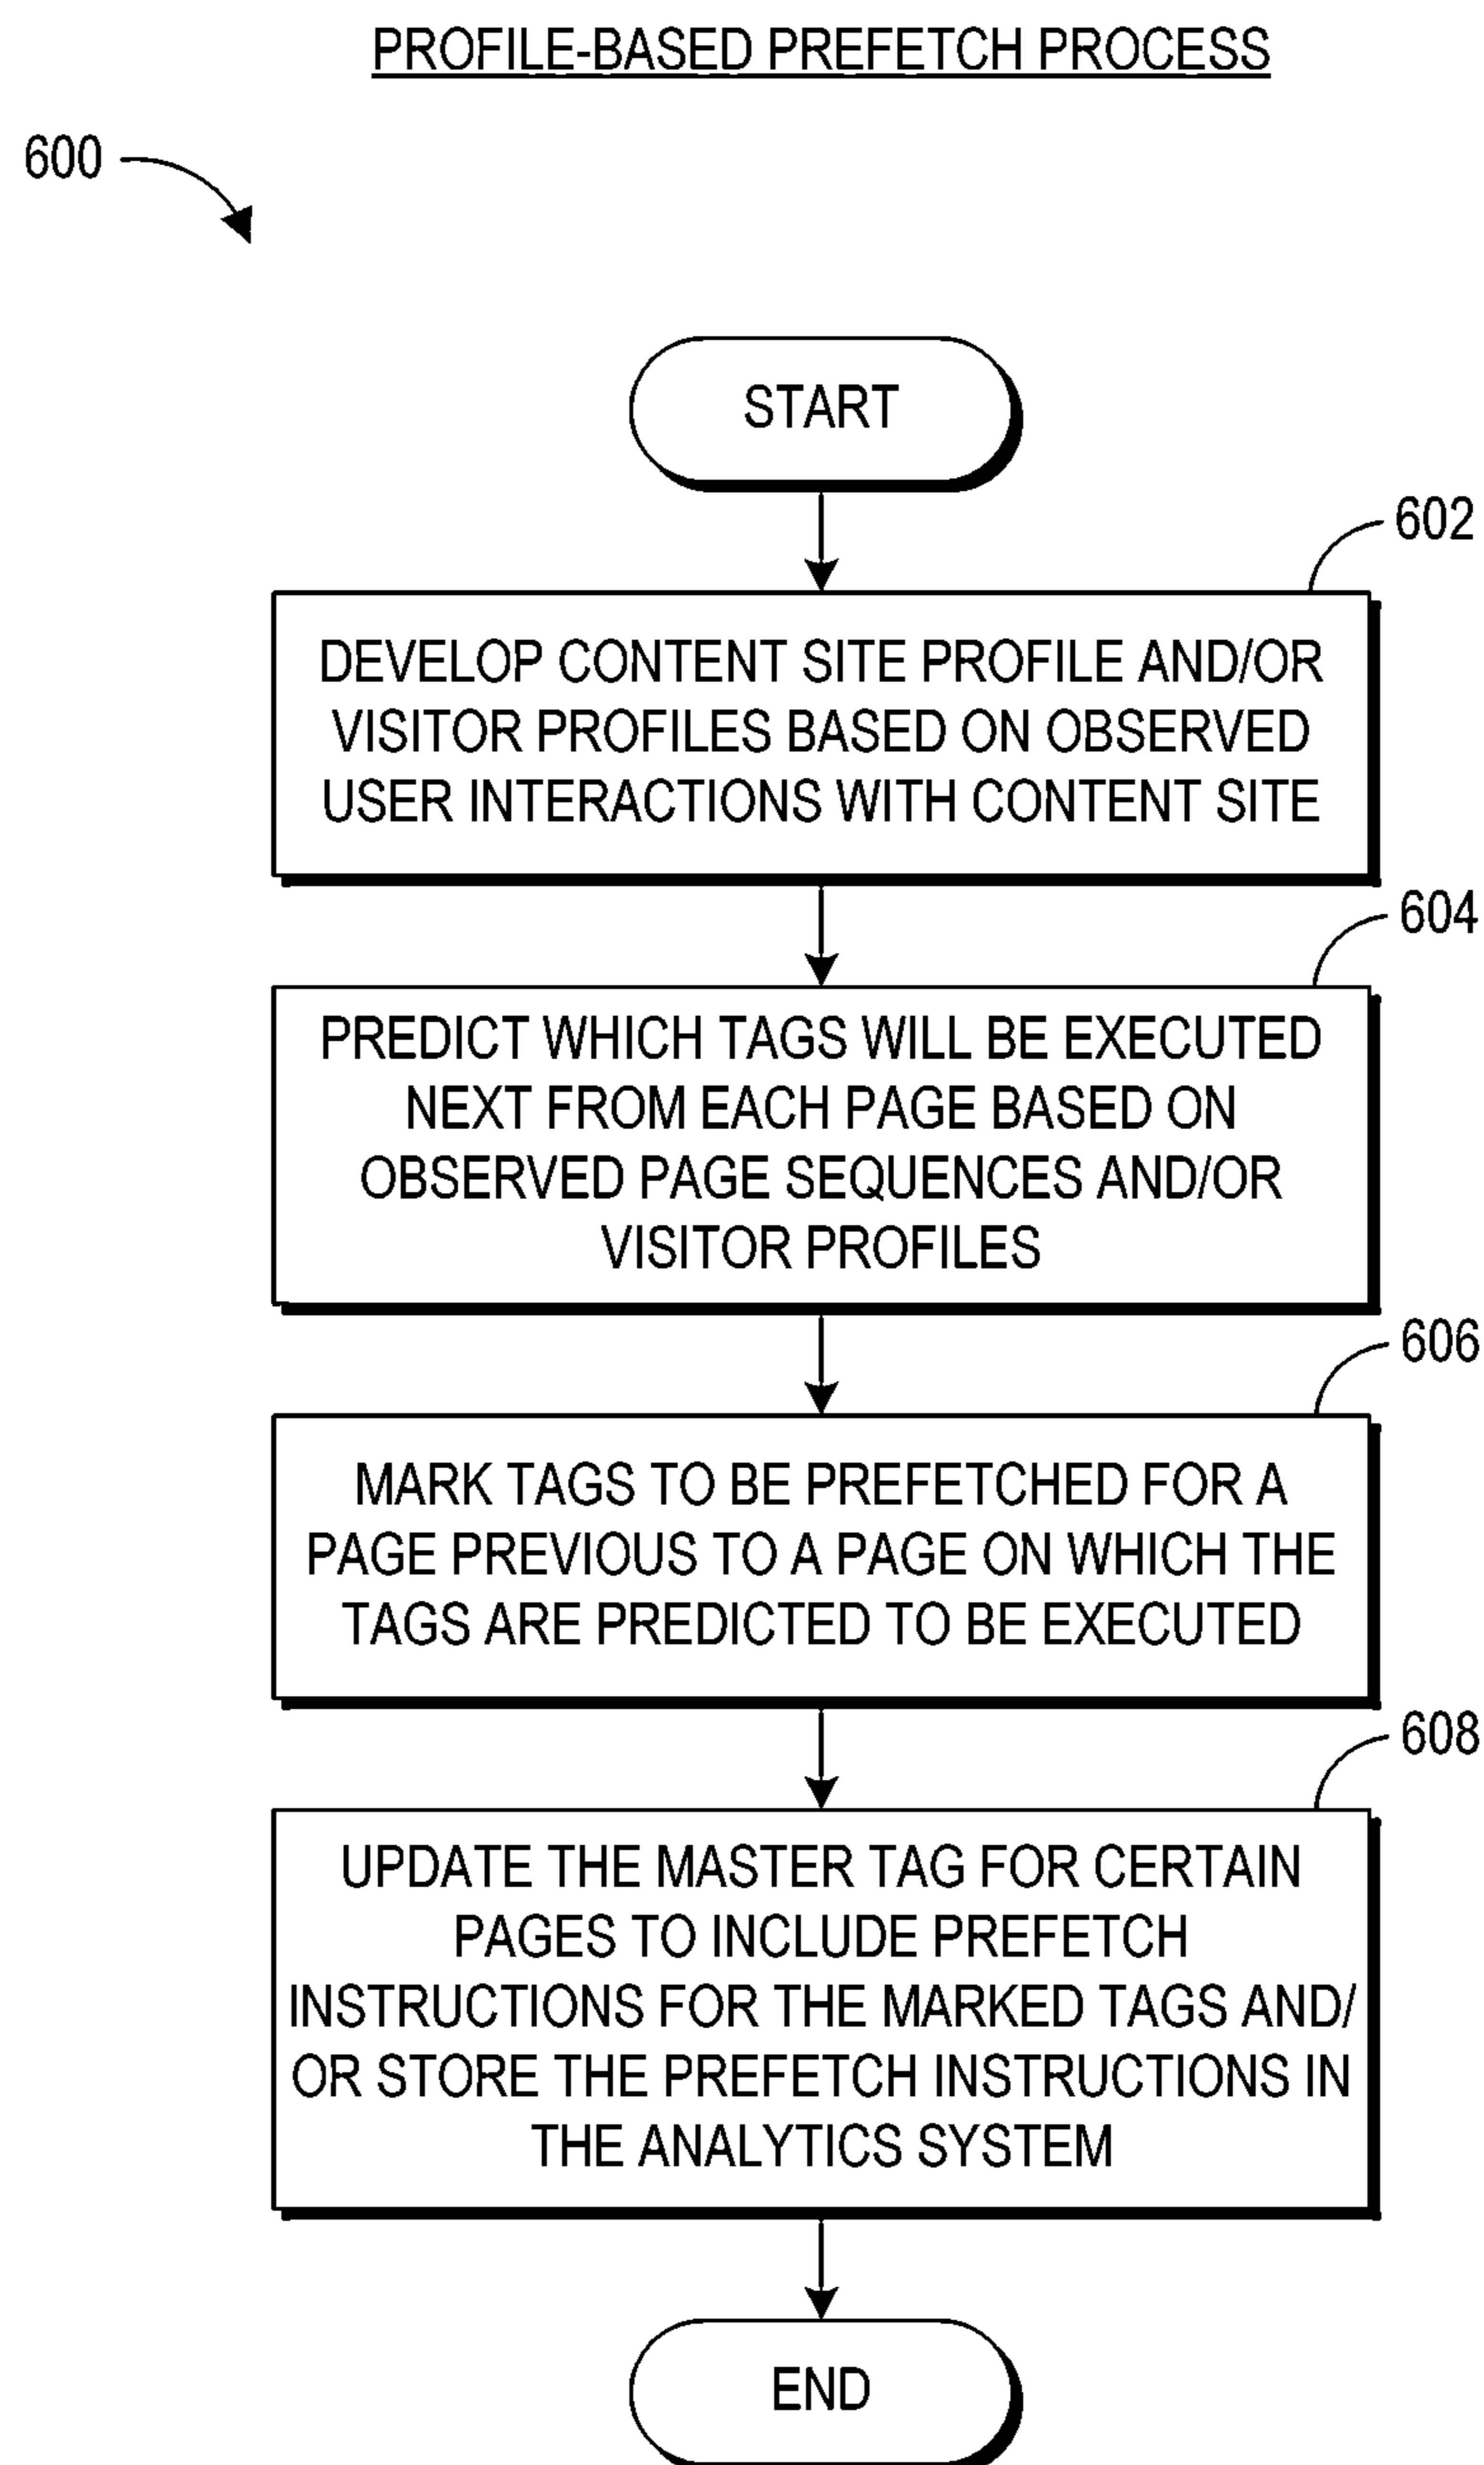 PROFILE-BASED PREFETCH PROCESS
600
START
602
DEVELOP CONTENT SITE PROFILE AND/OR
VISITOR PROFILES BASED ON OBSERVED
USER INTERACTIONS WITH CONTENT SITE
604
PREDICT WHICH TAGS WILL BE EXECUTED
NEXT FROM EACH PAGE BASED ON
OBSERVED PAGE SEQUENCES AND/OR
VISITOR PROFILES
606
MARK TAGS TO BE PREFETCHED FOR A
PAGE PREVIOUS TO A PAGE ON WHICH THE
TAGS ARE PREDICTED TO BE EXECUTED
608
UPDATE THE MASTER TAG FOR CERTAIN
PAGES TO INCLUDE PREFETCH
INSTRUCTIONS FOR THE MARKED TAGS AND/
OR STORE THE PREFETCH INSTRUCTIONS IN
THE ANALYTICS SYSTEM
END